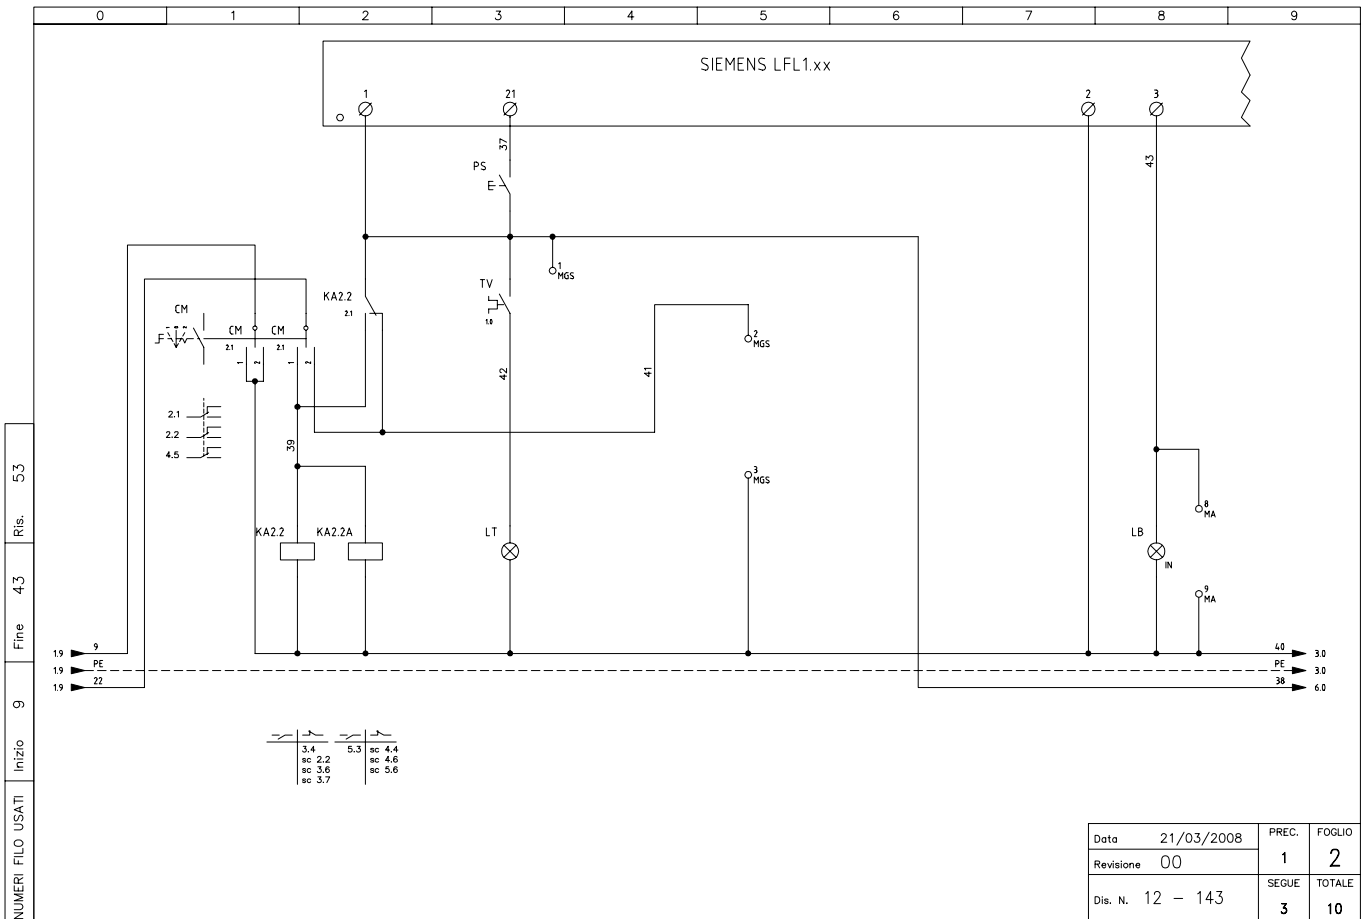 0 1 2 3 4 5 6 7 8 9
SIEMENS LFL1.xx
1 21 2 3
37
43
PS
1
MGS
KA2.2
2.1
TV
1.0
CM
CM
2.1
CM
2.1
1 2 1 2
2
MGS
42
41
2.1
2.2
4.5
39
3
MGS
8
MA
KA2.2
KA2.2A
LT
LB
IN
9
MA
1.9 9 40 3.0
1.9 PE PE 3.0
1.9 22 38 6.0
3.4
sc 2.2
sc 3.6
sc 3.7
5.3 sc 4.4
sc 4.6
sc 5.6
NUMERI FILO USATI
Inizio 9
Fine 43
Ris. 53
Data 21/03/2008
Revisione 00
Dis. N. 12 - 143
PREC.
1
FOGLIO
2
SEGUE
3
TOTALE
10